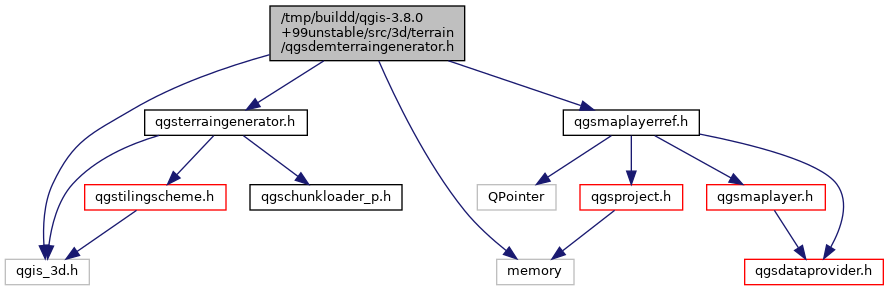 /tmp/buildd/qgis-3.8.0
+99unstable/src/3d/terrain
/qgsdemterraingenerator.h
qgsterraingenerator.h
qgsmaplayerref.h
qgstilingscheme.h
qgschunkloader_p.h
QPointer
qgsproject.h
qgsmaplayer.h
qgis_3d.h
memory
qgsdataprovider.h